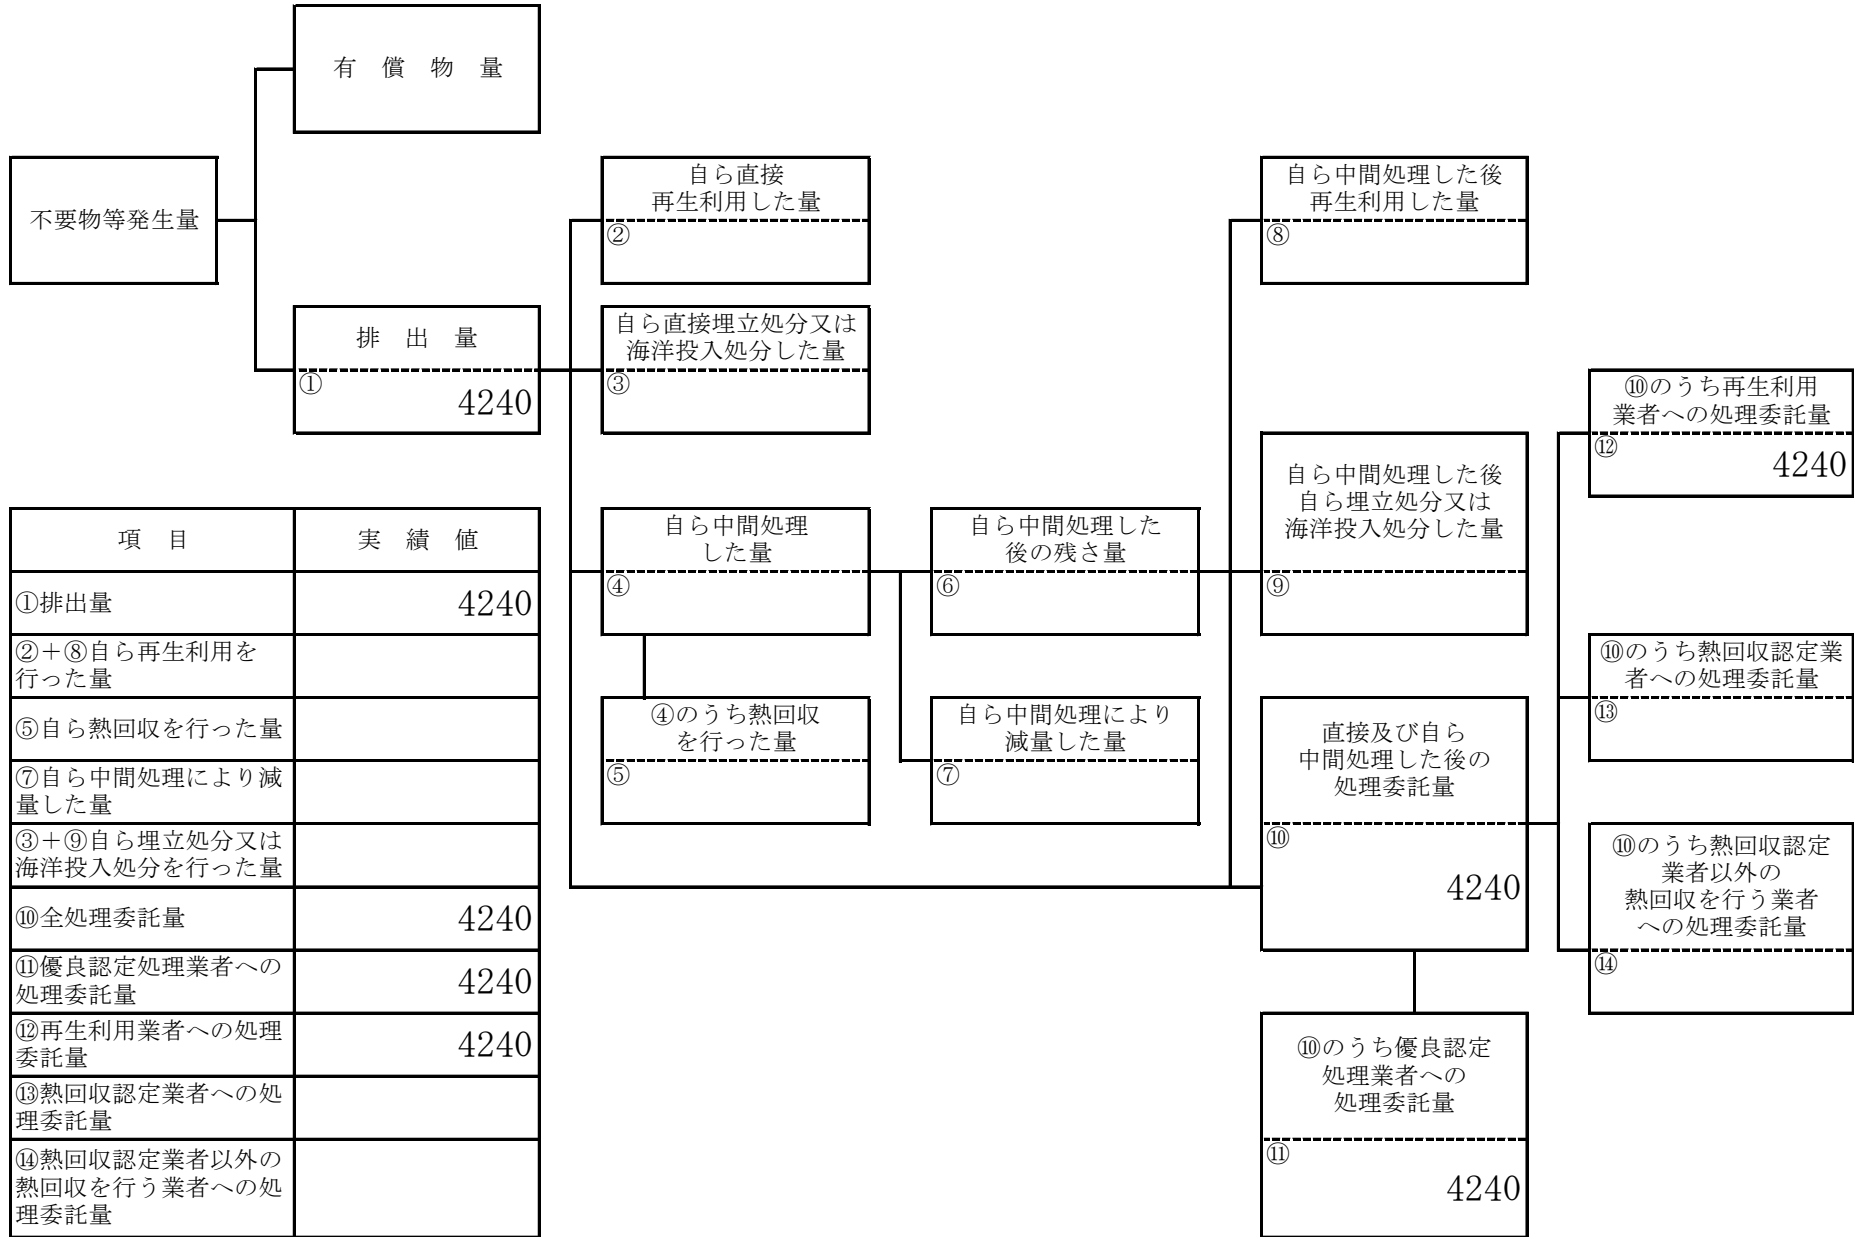 有 償 物 量
不要物等発生量
排 出 量
①
4240
自ら直接
再生利用した量
②
自ら直接埋立処分又は
海洋投入処分した量
③
自ら中間処理
した量
④
④のうち熱回収
を行った量
⑤
自ら中間処理した
後の残さ量
⑥
自ら中間処理により
減量した量
⑦
自ら中間処理した後
再生利用した量
⑧
自ら中間処理した後
自ら埋立処分又は
海洋投入処分した量
⑨
直接及び自ら
中間処理した後の
処理委託量
⑩
4240
⑩のうち優良認定
処理業者への
処理委託量
⑪
4240
⑩のうち再生利用
業者への処理委託量
⑫
4240
⑩のうち熱回収認定業
者への処理委託量
⑬
⑩のうち熱回収認定
業者以外の
熱回収を行う業者
への処理委託量
⑭
項 目 実 績 値
①排出量 4240
②+⑧自ら再生利用を
行った量
⑤自ら熱回収を行った量
⑦自ら中間処理により減
量した量
③+⑨自ら埋立処分又は
海洋投入処分を行った量
⑩全処理委託量 4240
⑪優良認定処理業者への
処理委託量 4240
⑫再生利用業者への処理
委託量 4240
⑬熱回収認定業者への処
理委託量
⑭熱回収認定業者以外の
熱回収を行う業者への処
理委託量